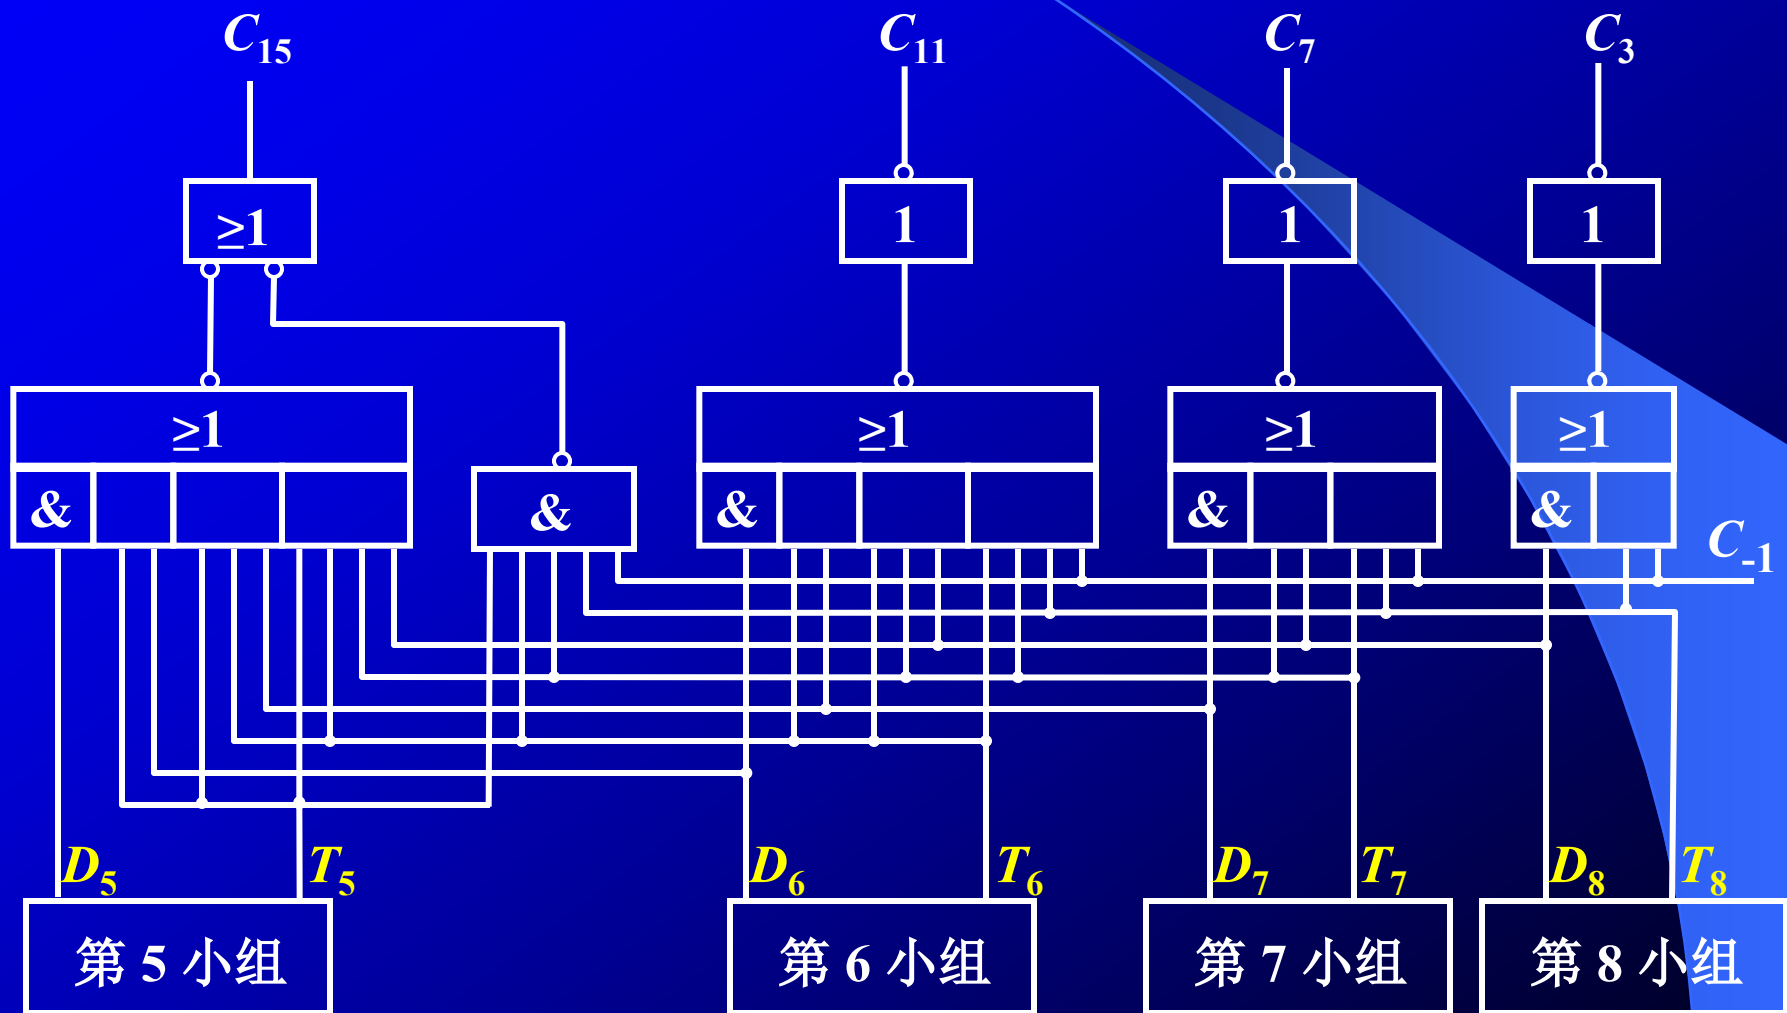 C15 C11 C7 C3
≥1 1 1 1
≥1 ≥1 ≥1 ≥1
& & & & &
C-1
D5 T5 D6 T6 D7 T7 D8 T8
第 5 小组 第 6 小组 第 7 小组 第 8 小组